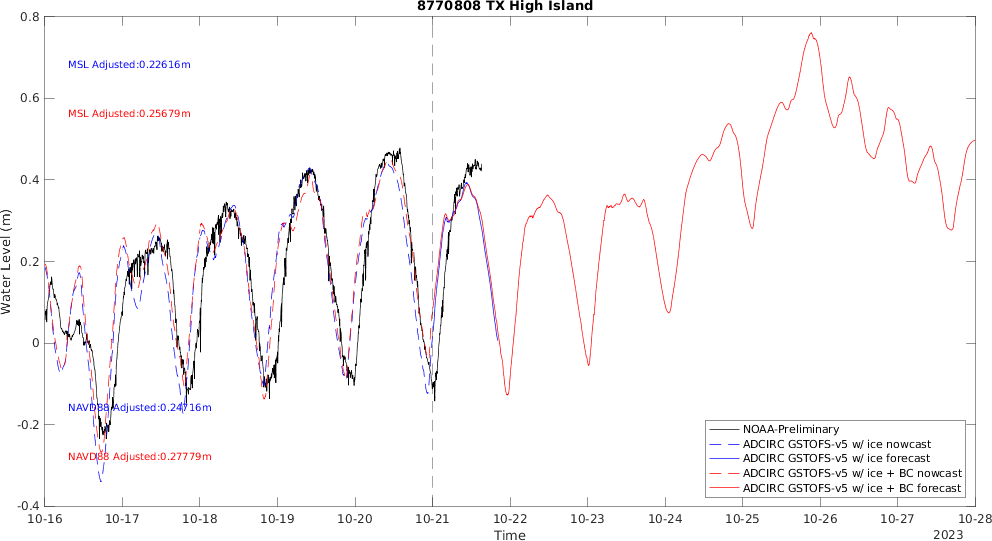 8770808 TX High Island
0.8
MSL Adjusted:0.22616m
0.6
MSL Adjusted:0.25679m
0.4
Water Level (m)
0.2
0
NAVD88 Adjusted:0.24716m
-0.2
NAVD88 Adjusted:0.27779m
-0.4
NOAA-Preliminary
ADCIRC GSTOFS-v5 w/ ice nowcast
ADCIRC GSTOFS-v5 w/ ice forecast
ADCIRC GSTOFS-v5 w/ ice + BC nowcast
ADCIRC GSTOFS-v5 w/ ice + BC forecast
10-16 10-17 10-18 10-19 10-20 10-21 10-22 10-23 10-24 10-25 10-26 10-27 10-28
Time
2023